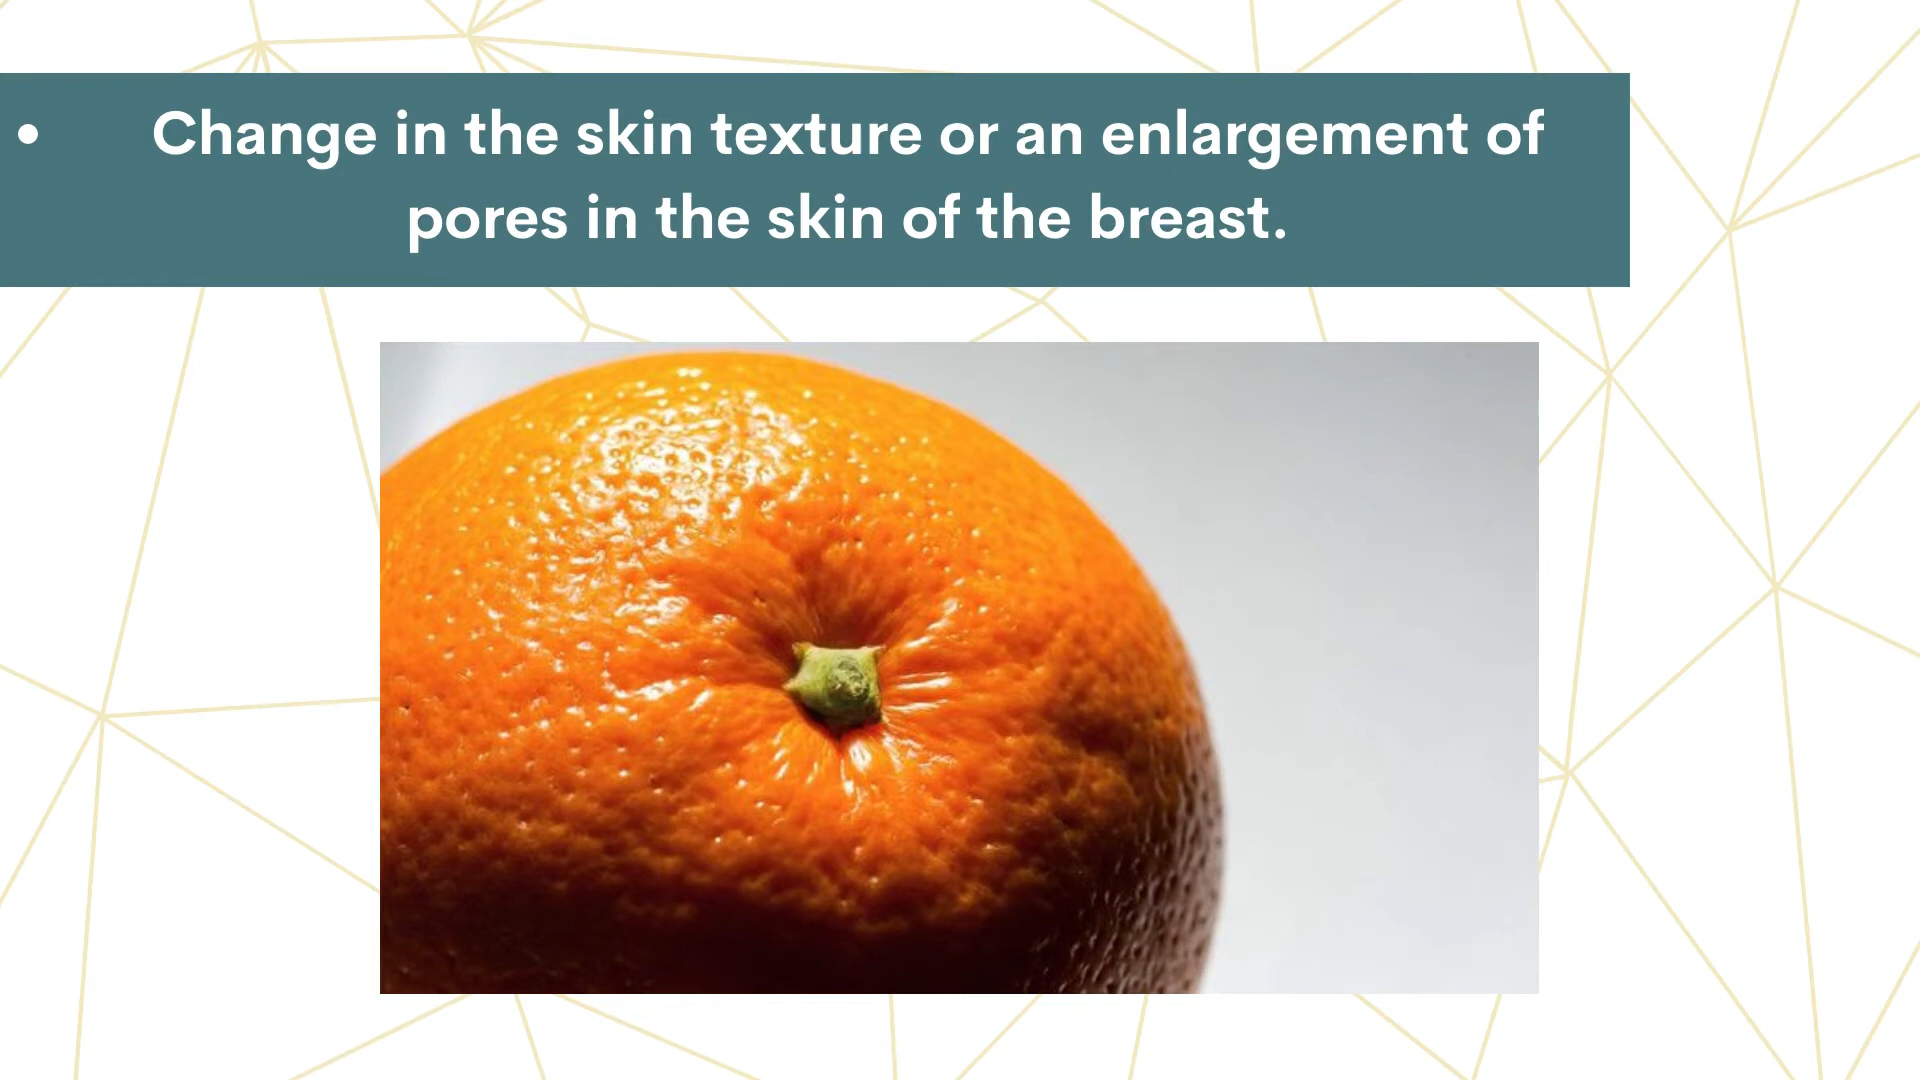 • Change in the skin texture or an enlargement of
pores in the skin of the breast.